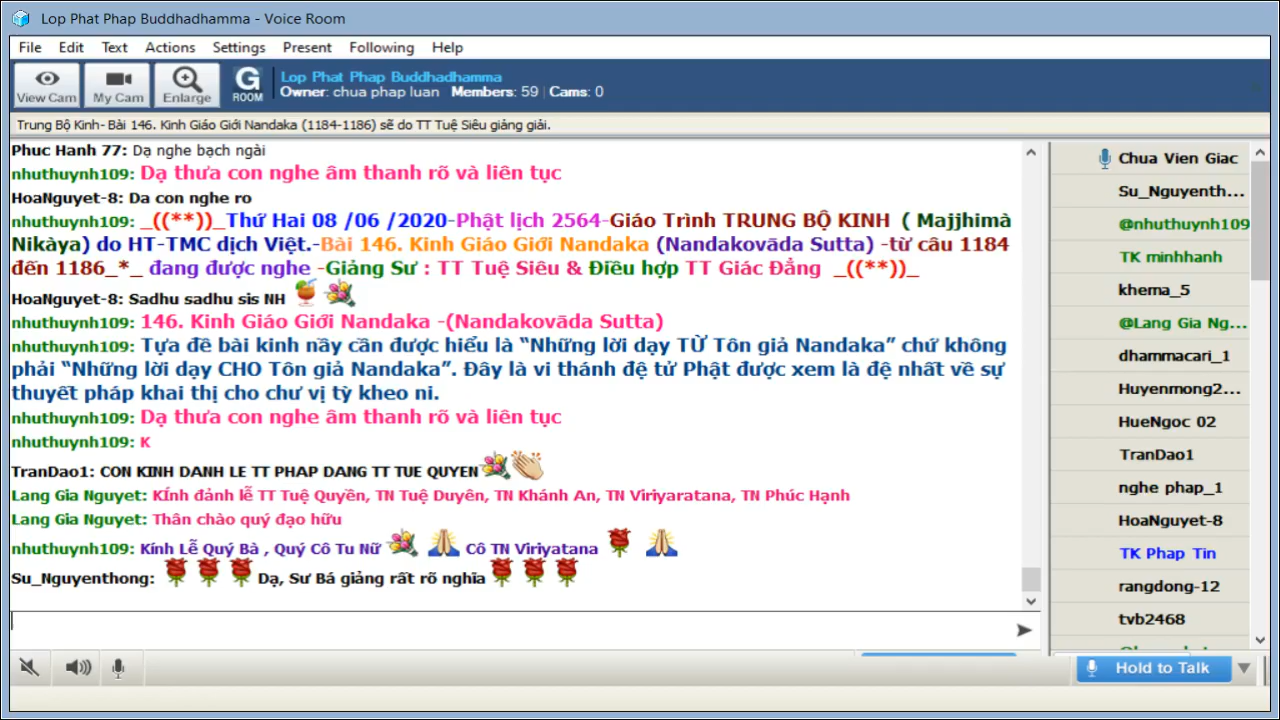 Lop Phat Phap Buddhadhamma - Voice Room
File Edit Text Actions Settings Present Following Help
View Cam My Cam Enlarge G ROOM
Lop Phat Phap Buddhadhamma
Owner: chua phap luan Members: 59 Cams: 0
Trung Bộ Kinh- Bài 146. Kinh Giáo Giới Nandaka (1184-1186) sẽ do TT Tuệ Siêu giảng giải.
Phuc Hanh 77: Dạ nghe bạch ngài
nhuthuynh109: Dạ thưa con nghe âm thanh rõ và liên tục
HoaNguyet-8: Da con nghe ro
nhuthuynh109: _((**))_Thứ Hai 08 /06 /2020-Phật lịch 2564-Giáo Trình TRUNG BỘ KINH ( Majjhimà
Nikàya) do HT-TMC dịch Việt.-Bài 146. Kinh Giáo Giới Nandaka (Nandakovāda Sutta) -từ câu 1184
đến 1186_*_ đang được nghe -Giảng Sư : TT Tuệ Siêu & Điều hợp TT Giác Đẳng _((**))_
HoaNguyet-8: Sadhu sadhu sis NH
nhuthuynh109: 146. Kinh Giáo Giới Nandaka -(Nandakovāda Sutta)
nhuthuynh109: Tựa đề bài kinh nầy cần được hiểu là “Những lời dạy TỪ Tôn giả Nandaka” chứ không
phải “Những lời dạy CHO Tôn giả Nandaka”. Đây là vi thánh đệ tử Phật được xem là đệ nhất về sự
thuyết pháp khai thị cho chư vị tỳ kheo ni.
nhuthuynh109: Dạ thưa con nghe âm thanh rõ và liên tục
nhuthuynh109: K
TranDao1: CON KINH DANH LE TT PHAP DANG TT TUE QUYEN
Lang Gia Nguyet: KÍnh đảnh lễ TT Tuệ Quyền, TN Tuệ Duyên, TN Khánh An, TN Viriyaratana, TN Phúc Hạnh
Lang Gia Nguyet: Thân chào quý đạo hữu
nhuthuynh109: Kính Lễ Quý Bà , Quý Cô Tu Nữ Cô TN Viriyatana
Su_Nguyenthong: Dạ, Sư Bá giảng rất rõ nghĩa
Chua Vien Giac
Su_Nguyenth...
@nhuthuynh109
TK minhhanh
khema_5
@Lang Gia Ng...
dhammacari_1
Huyenmong2...
HueNgoc 02
TranDao1
nghe phap_1
HoaNguyet-8
TK Phap Tin
rangdong-12
tvb2468
Hold to Talk